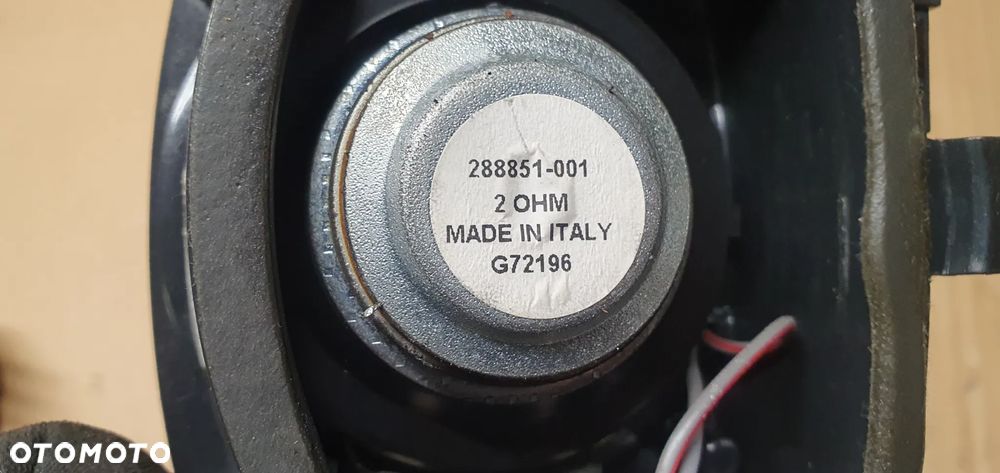 288851-001
2 OHM
MADE IN ITALY
G72196
OTOMOTO